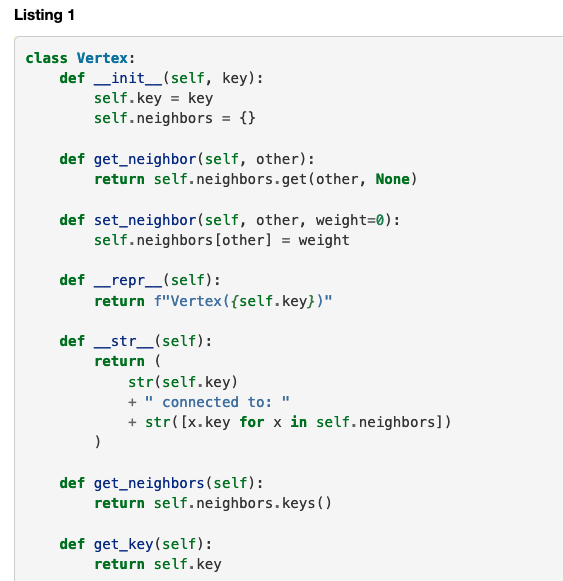 Listing 1
class Vertex:
    def __init__(self, key):
        self.key = key
        self.neighbors = {}

    def get_neighbor(self, other):
        return self.neighbors.get(other, None)

    def set_neighbor(self, other, weight=0):
        self.neighbors[other] = weight

    def __repr__(self):
        return f"Vertex({self.key})"

    def __str__(self):
        return (
            str(self.key)
            + " connected to: "
            + str([x.key for x in self.neighbors])
        )

    def get_neighbors(self):
        return self.neighbors.keys()

    def get_key(self):
        return self.key